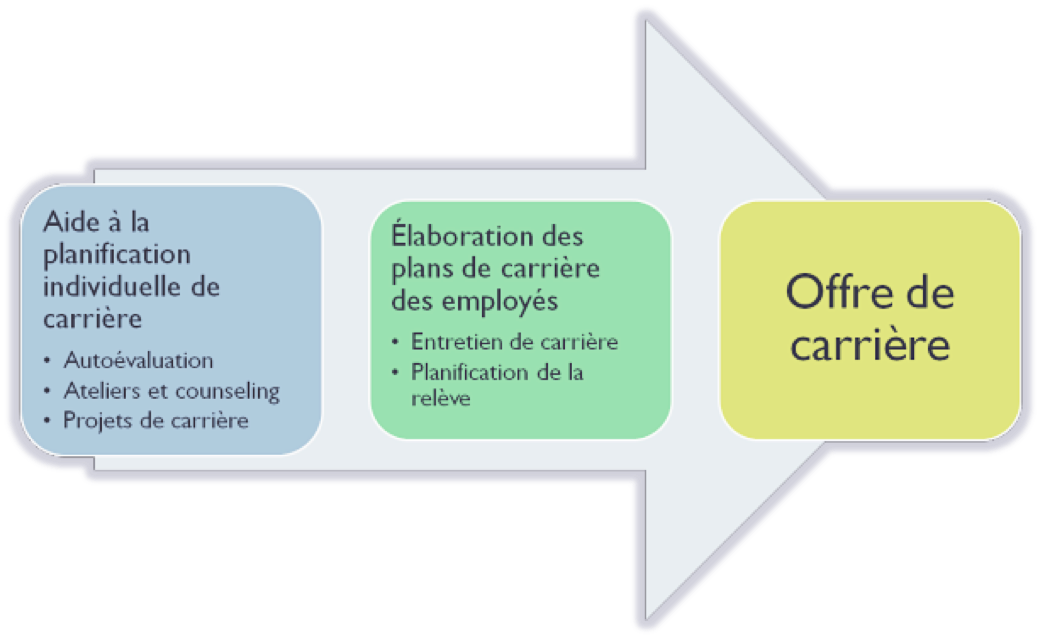 Aide à la
planification
individuelle de
carrière
• Autoévaluation
• Ateliers et counseling
• Projets de carrière
Élaboration des
plans de carrière
des employés
• Entretien de carrière
• Planification de la
relève
Offre de
carrière